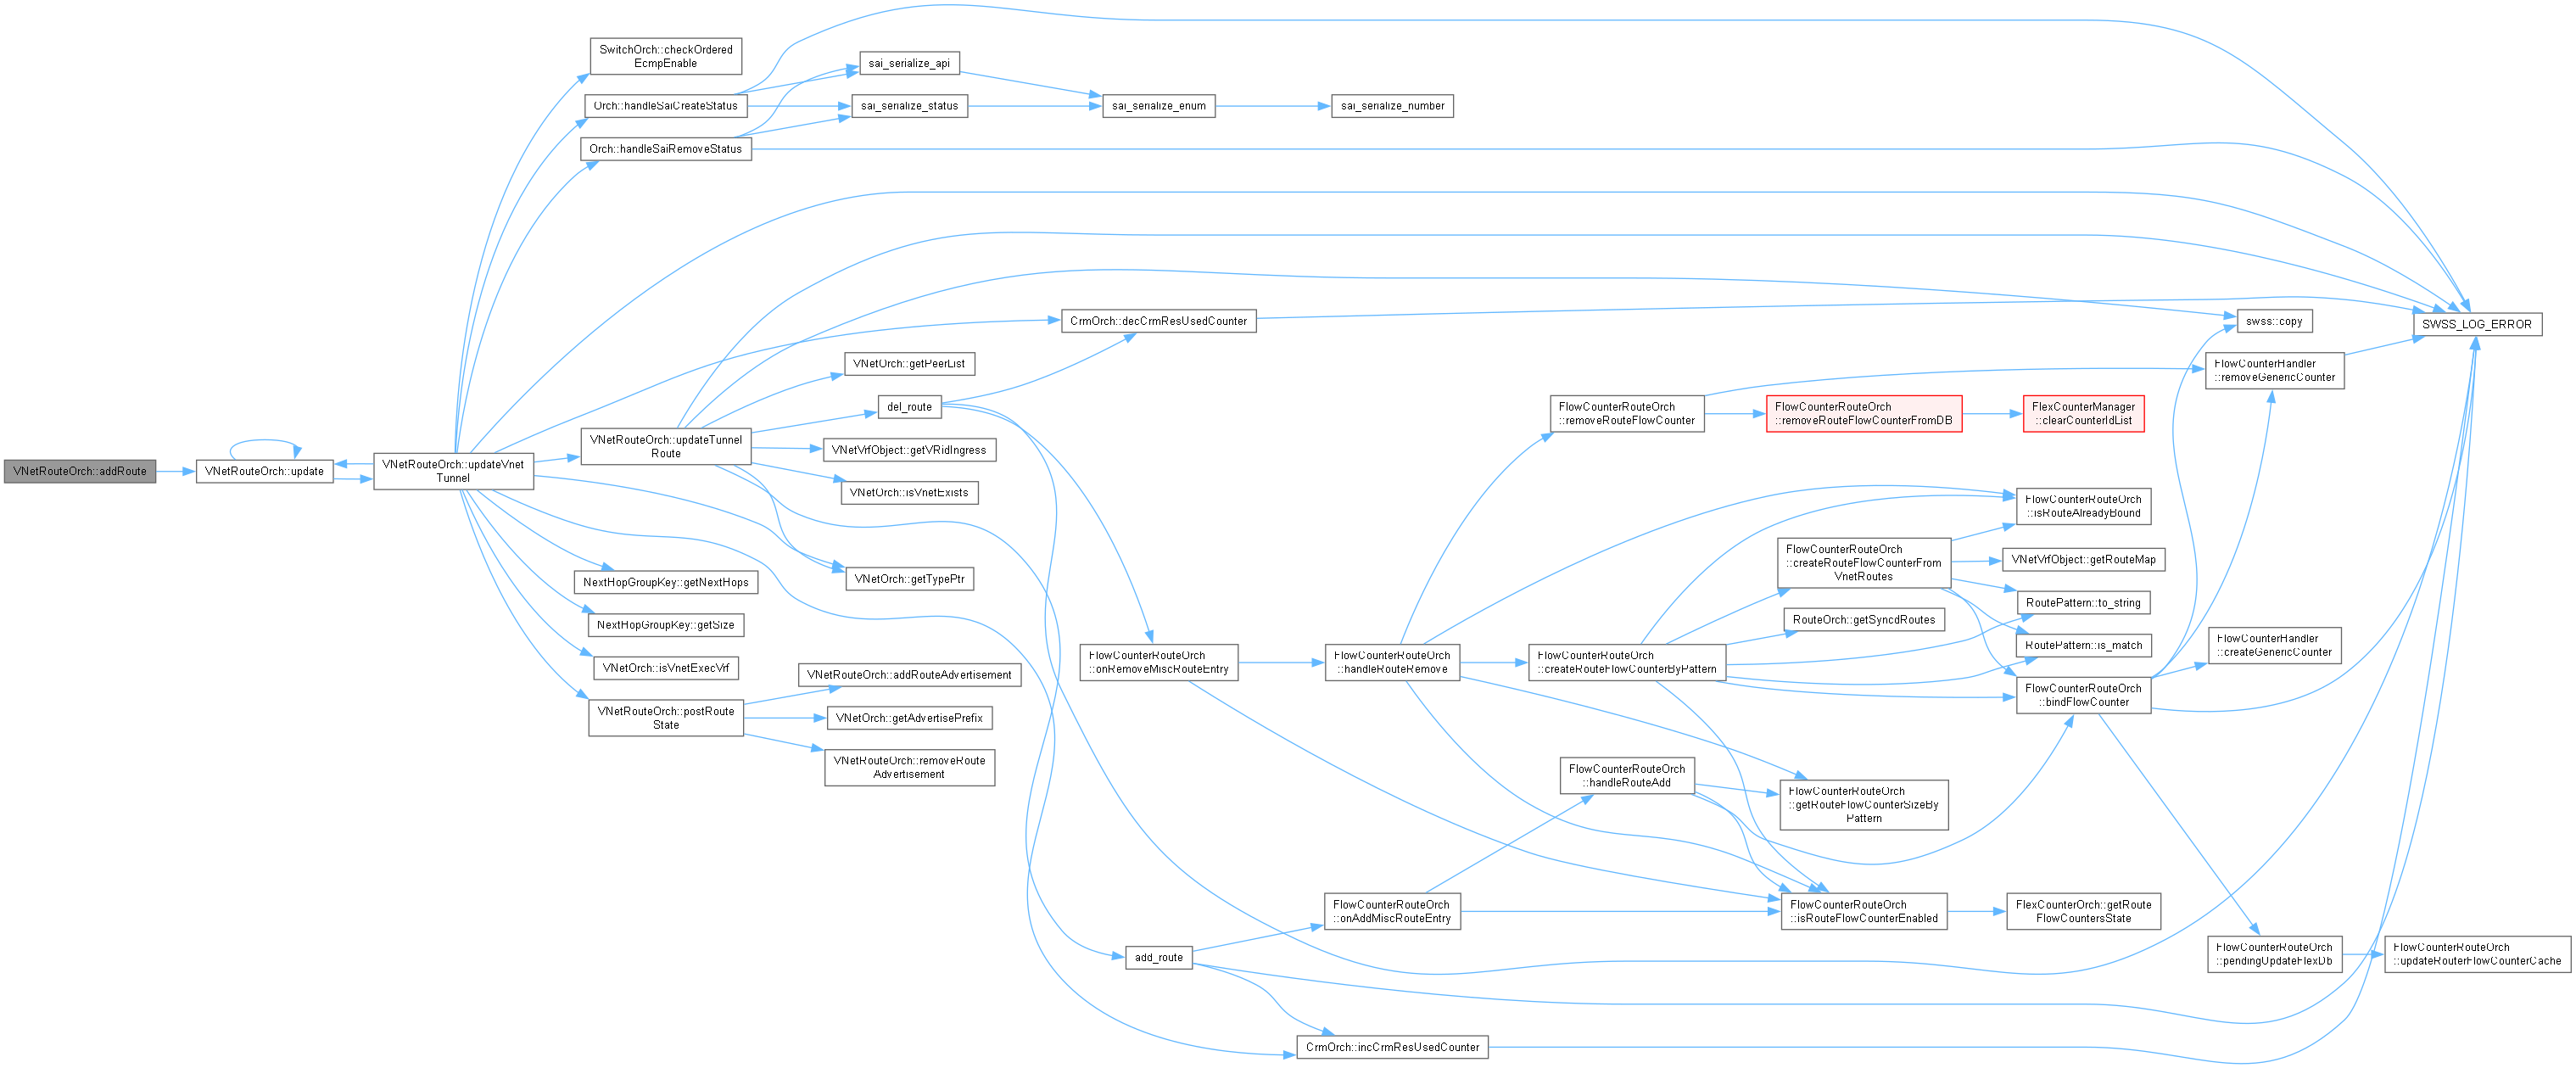 VNetRouteOrch::addRoute
VNetRouteOrch::update
VNetRouteOrch::updateVnet
Tunnel
SwitchOrch::checkOrdered
EcmpEnable
Orch::handleSaiCreateStatus
Orch::handleSaiRemoveStatus
VNetRouteOrch::updateTunnel
Route
NextHopGroupKey::getNextHops
NextHopGroupKey::getSize
VNetOrch::isVnetExecVrf
VNetRouteOrch::postRoute
State
sai_serialize_api
sai_serialize_status
VNetOrch::getPeerList
del_route
VNetVrfObject::getVRidIngress
VNetOrch::isVnetExists
VNetOrch::getTypePtr
VNetRouteOrch::addRouteAdvertisement
VNetOrch::getAdvertisePrefix
VNetRouteOrch::removeRoute
Advertisement
sai_serialize_enum
CrmOrch::decCrmResUsedCounter
FlowCounterRouteOrch
::onRemoveMiscRouteEntry
add_route
sai_serialize_number
FlowCounterRouteOrch
::handleRouteRemove
FlowCounterRouteOrch
::onAddMiscRouteEntry
CrmOrch::incCrmResUsedCounter
FlowCounterRouteOrch
::removeRouteFlowCounter
FlowCounterRouteOrch
::createRouteFlowCounterByPattern
FlowCounterRouteOrch
::handleRouteAdd
FlowCounterRouteOrch
::removeRouteFlowCounterFromDB
FlowCounterRouteOrch
::createRouteFlowCounterFrom
VnetRoutes
RouteOrch::getSyncdRoutes
FlowCounterRouteOrch
::getRouteFlowCounterSizeBy
Pattern
FlowCounterRouteOrch
::isRouteFlowCounterEnabled
FlexCounterManager
::clearCounterIdList
FlowCounterRouteOrch
::isRouteAlreadyBound
VNetVrfObject::getRouteMap
RoutePattern::to_string
RoutePattern::is_match
FlowCounterRouteOrch
::bindFlowCounter
FlexCounterOrch::getRoute
FlowCountersState
swss::copy
FlowCounterHandler
::removeGenericCounter
FlowCounterHandler
::createGenericCounter
FlowCounterRouteOrch
::pendingUpdateFlexDb
SWSS_LOG_ERROR
FlowCounterRouteOrch
::updateRouterFlowCounterCache